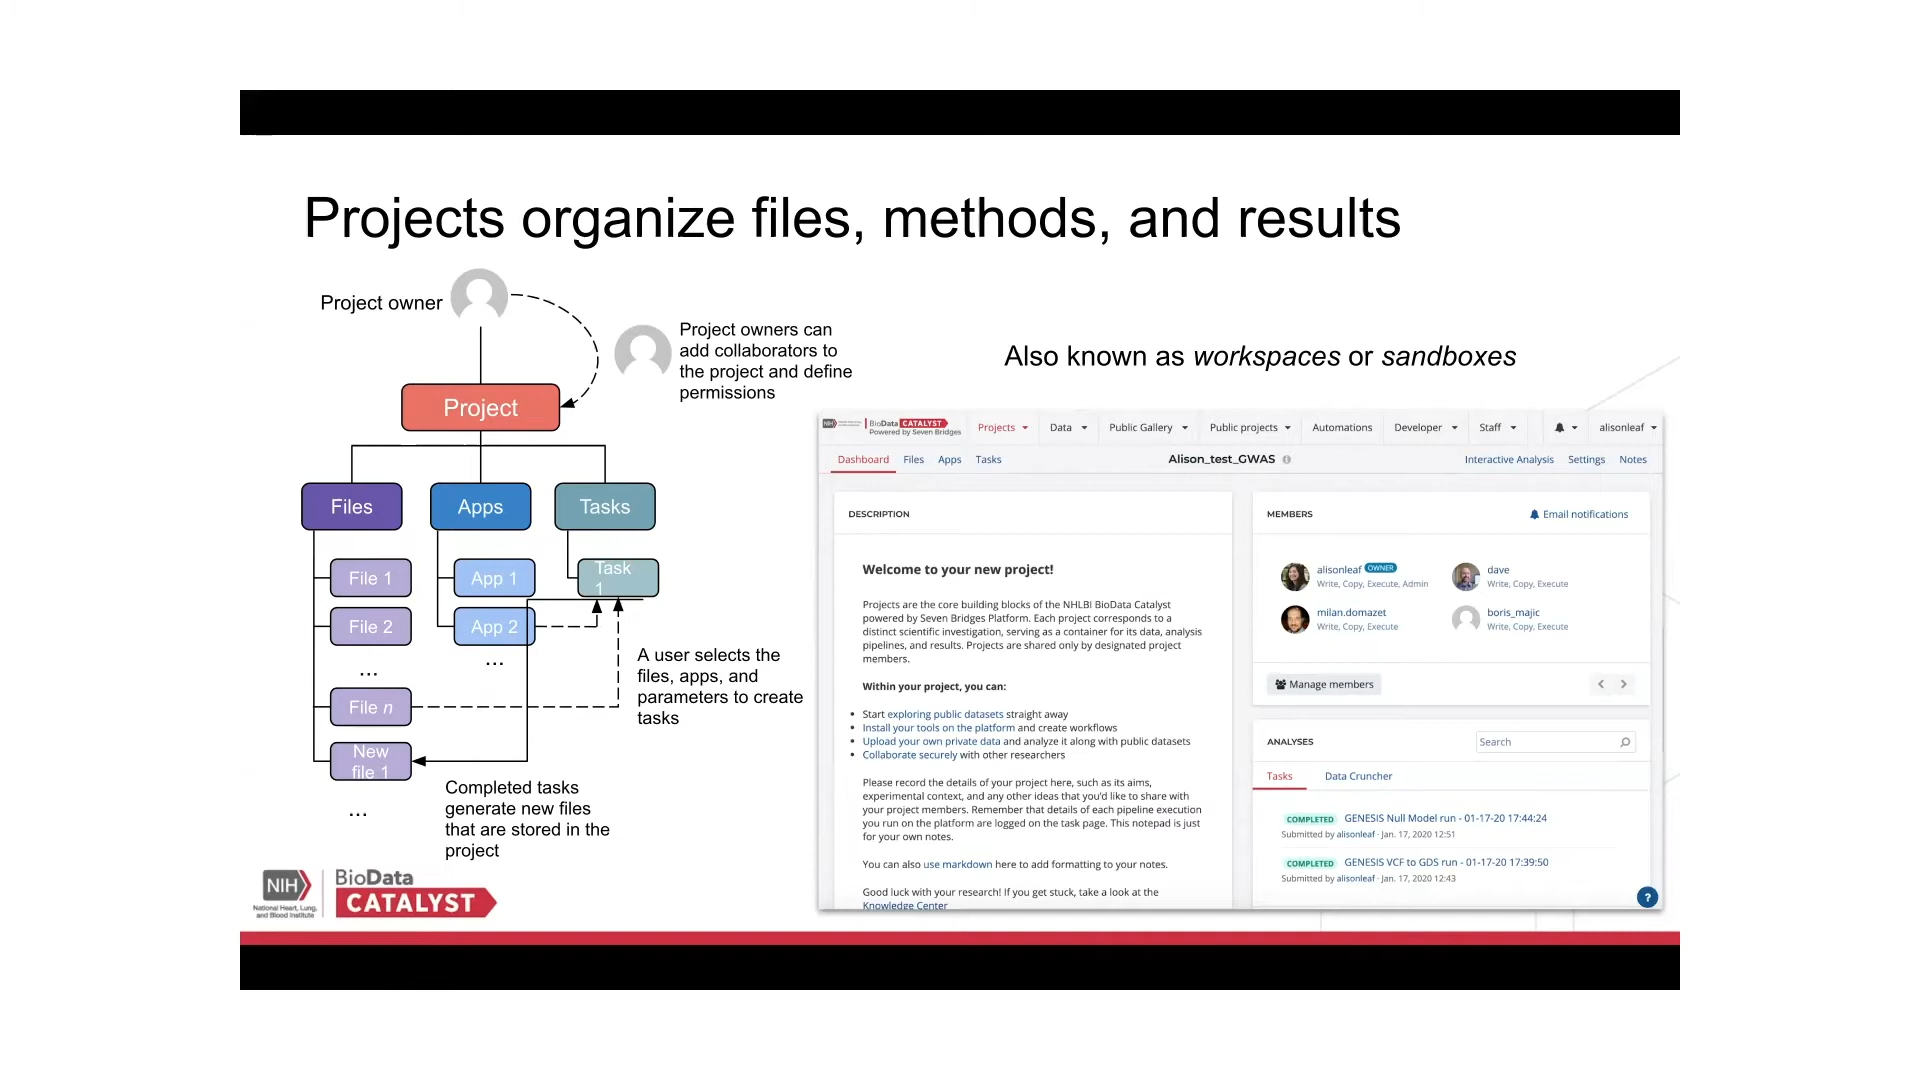 Projects organize files, methods, and results
Project owner
Project owners can
add collaborators to
the project and define
permissions
Project
Files
Apps
Tasks
File 1
App 1
Task
1
File 2
App 2
...
...
File n
New
file 1
...
A user selects the
files, apps, and
parameters to create
tasks
Completed tasks
generate new files
that are stored in the
project
NIH
National Heart, Lung,
and Blood Institute
BioData
CATALYST
Also known as workspaces or sandboxes
NIH
BioData CATALYST
Powered by Seven Bridges
Projects
Data
Public Gallery
Public projects
Automations
Developer
Staff
alisonleaf
Dashboard
Files
Apps
Tasks
Alison_test_GWAS
Interactive Analysis
Settings
Notes
DESCRIPTION
Welcome to your new project!
Projects are the core building blocks of the NHLBI BioData Catalyst
powered by Seven Bridges Platform. Each project corresponds to a
distinct scientific investigation, serving as a container for its data, analysis
pipelines, and results. Projects are shared only by designated project
members.
Within your project, you can:
• Start exploring public datasets straight away
• Install your tools on the platform and create workflows
• Upload your own private data and analyze it along with public datasets
• Collaborate securely with other researchers
Please record the details of your project here, such as its aims,
experimental context, and any other ideas that you'd like to share with
your project members. Remember that details of each pipeline execution
you run on the platform are logged on the task page. This notepad is just
for your own notes.
You can also use markdown here to add formatting to your notes.
Good luck with your research! If you get stuck, take a look at the
Knowledge Center
MEMBERS
Email notifications
alisonleaf OWNER
Write, Copy, Execute, Admin
dave
Write, Copy, Execute
milan.domazet
Write, Copy, Execute
boris_majic
Write, Copy, Execute
Manage members
ANALYSES
Search
Tasks
Data Cruncher
COMPLETED GENESIS Null Model run - 01-17-20 17:44:24
Submitted by alisonleaf · Jan. 17, 2020 12:51
COMPLETED GENESIS VCF to GDS run - 01-17-20 17:39:50
Submitted by alisonleaf · Jan. 17, 2020 12:43
?